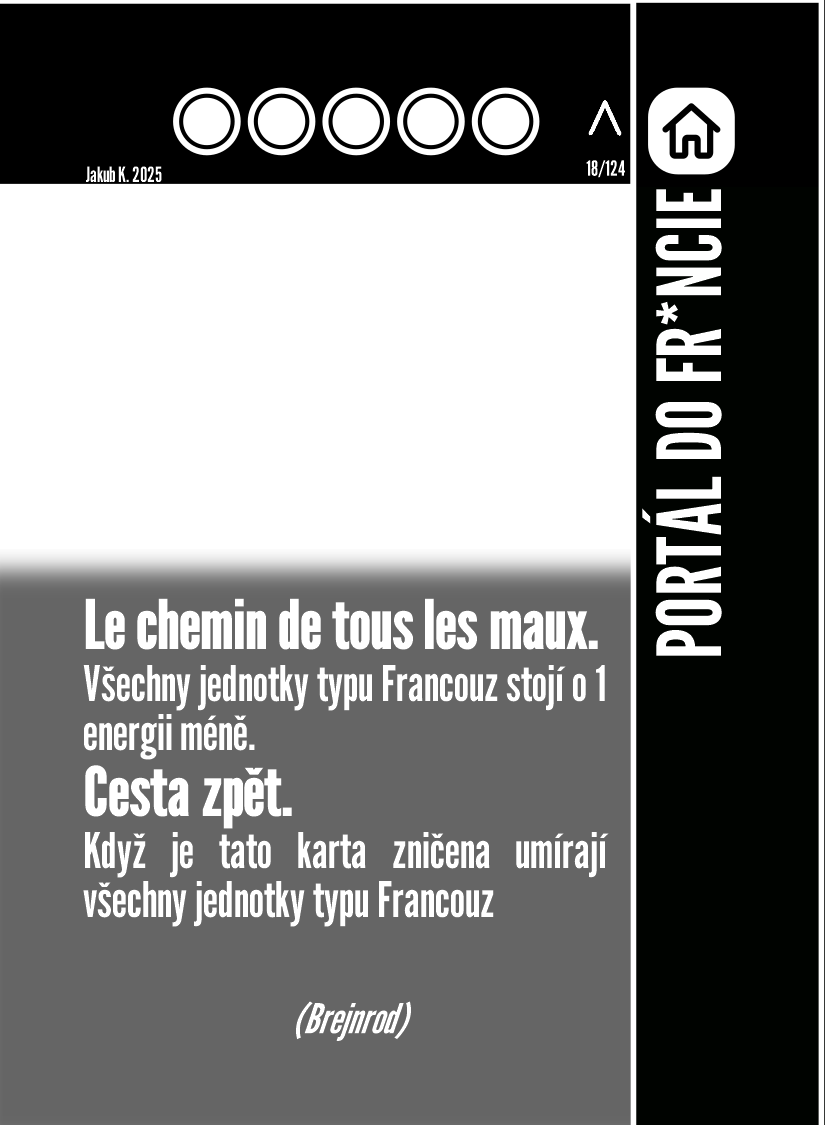 Jakub K. 2025
18/124
PORTÁL DO FR*NCIE
Le chemin de tous les maux.
Všechny jednotky typu Francouz stojí o 1
energii méně.
Cesta zpět.
Když je tato karta zničena umírají
všechny jednotky typu Francouz
(Brejnrod)